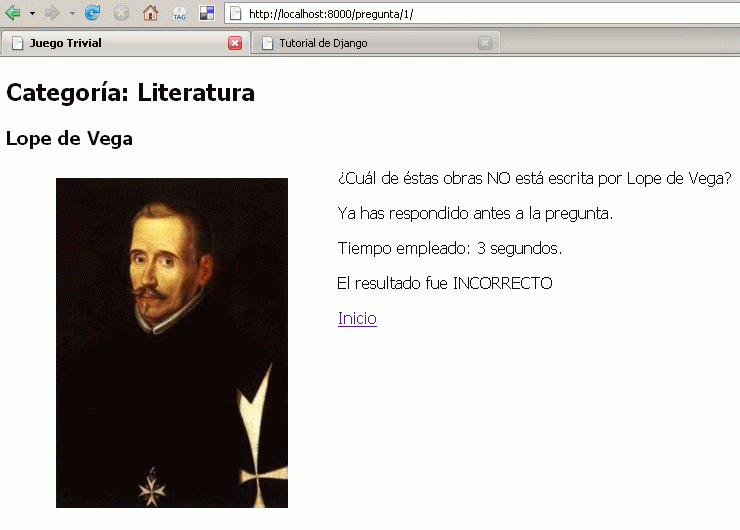 TAG
http://localhost:8000/pregunta/1/
Juego Trivial
Tutorial de Django
Categoría: Literatura
Lope de Vega
¿Cuál de éstas obras NO está escrita por Lope de Vega?
Ya has respondido antes a la pregunta.
Tiempo empleado: 3 segundos.
El resultado fue INCORRECTO
Inicio